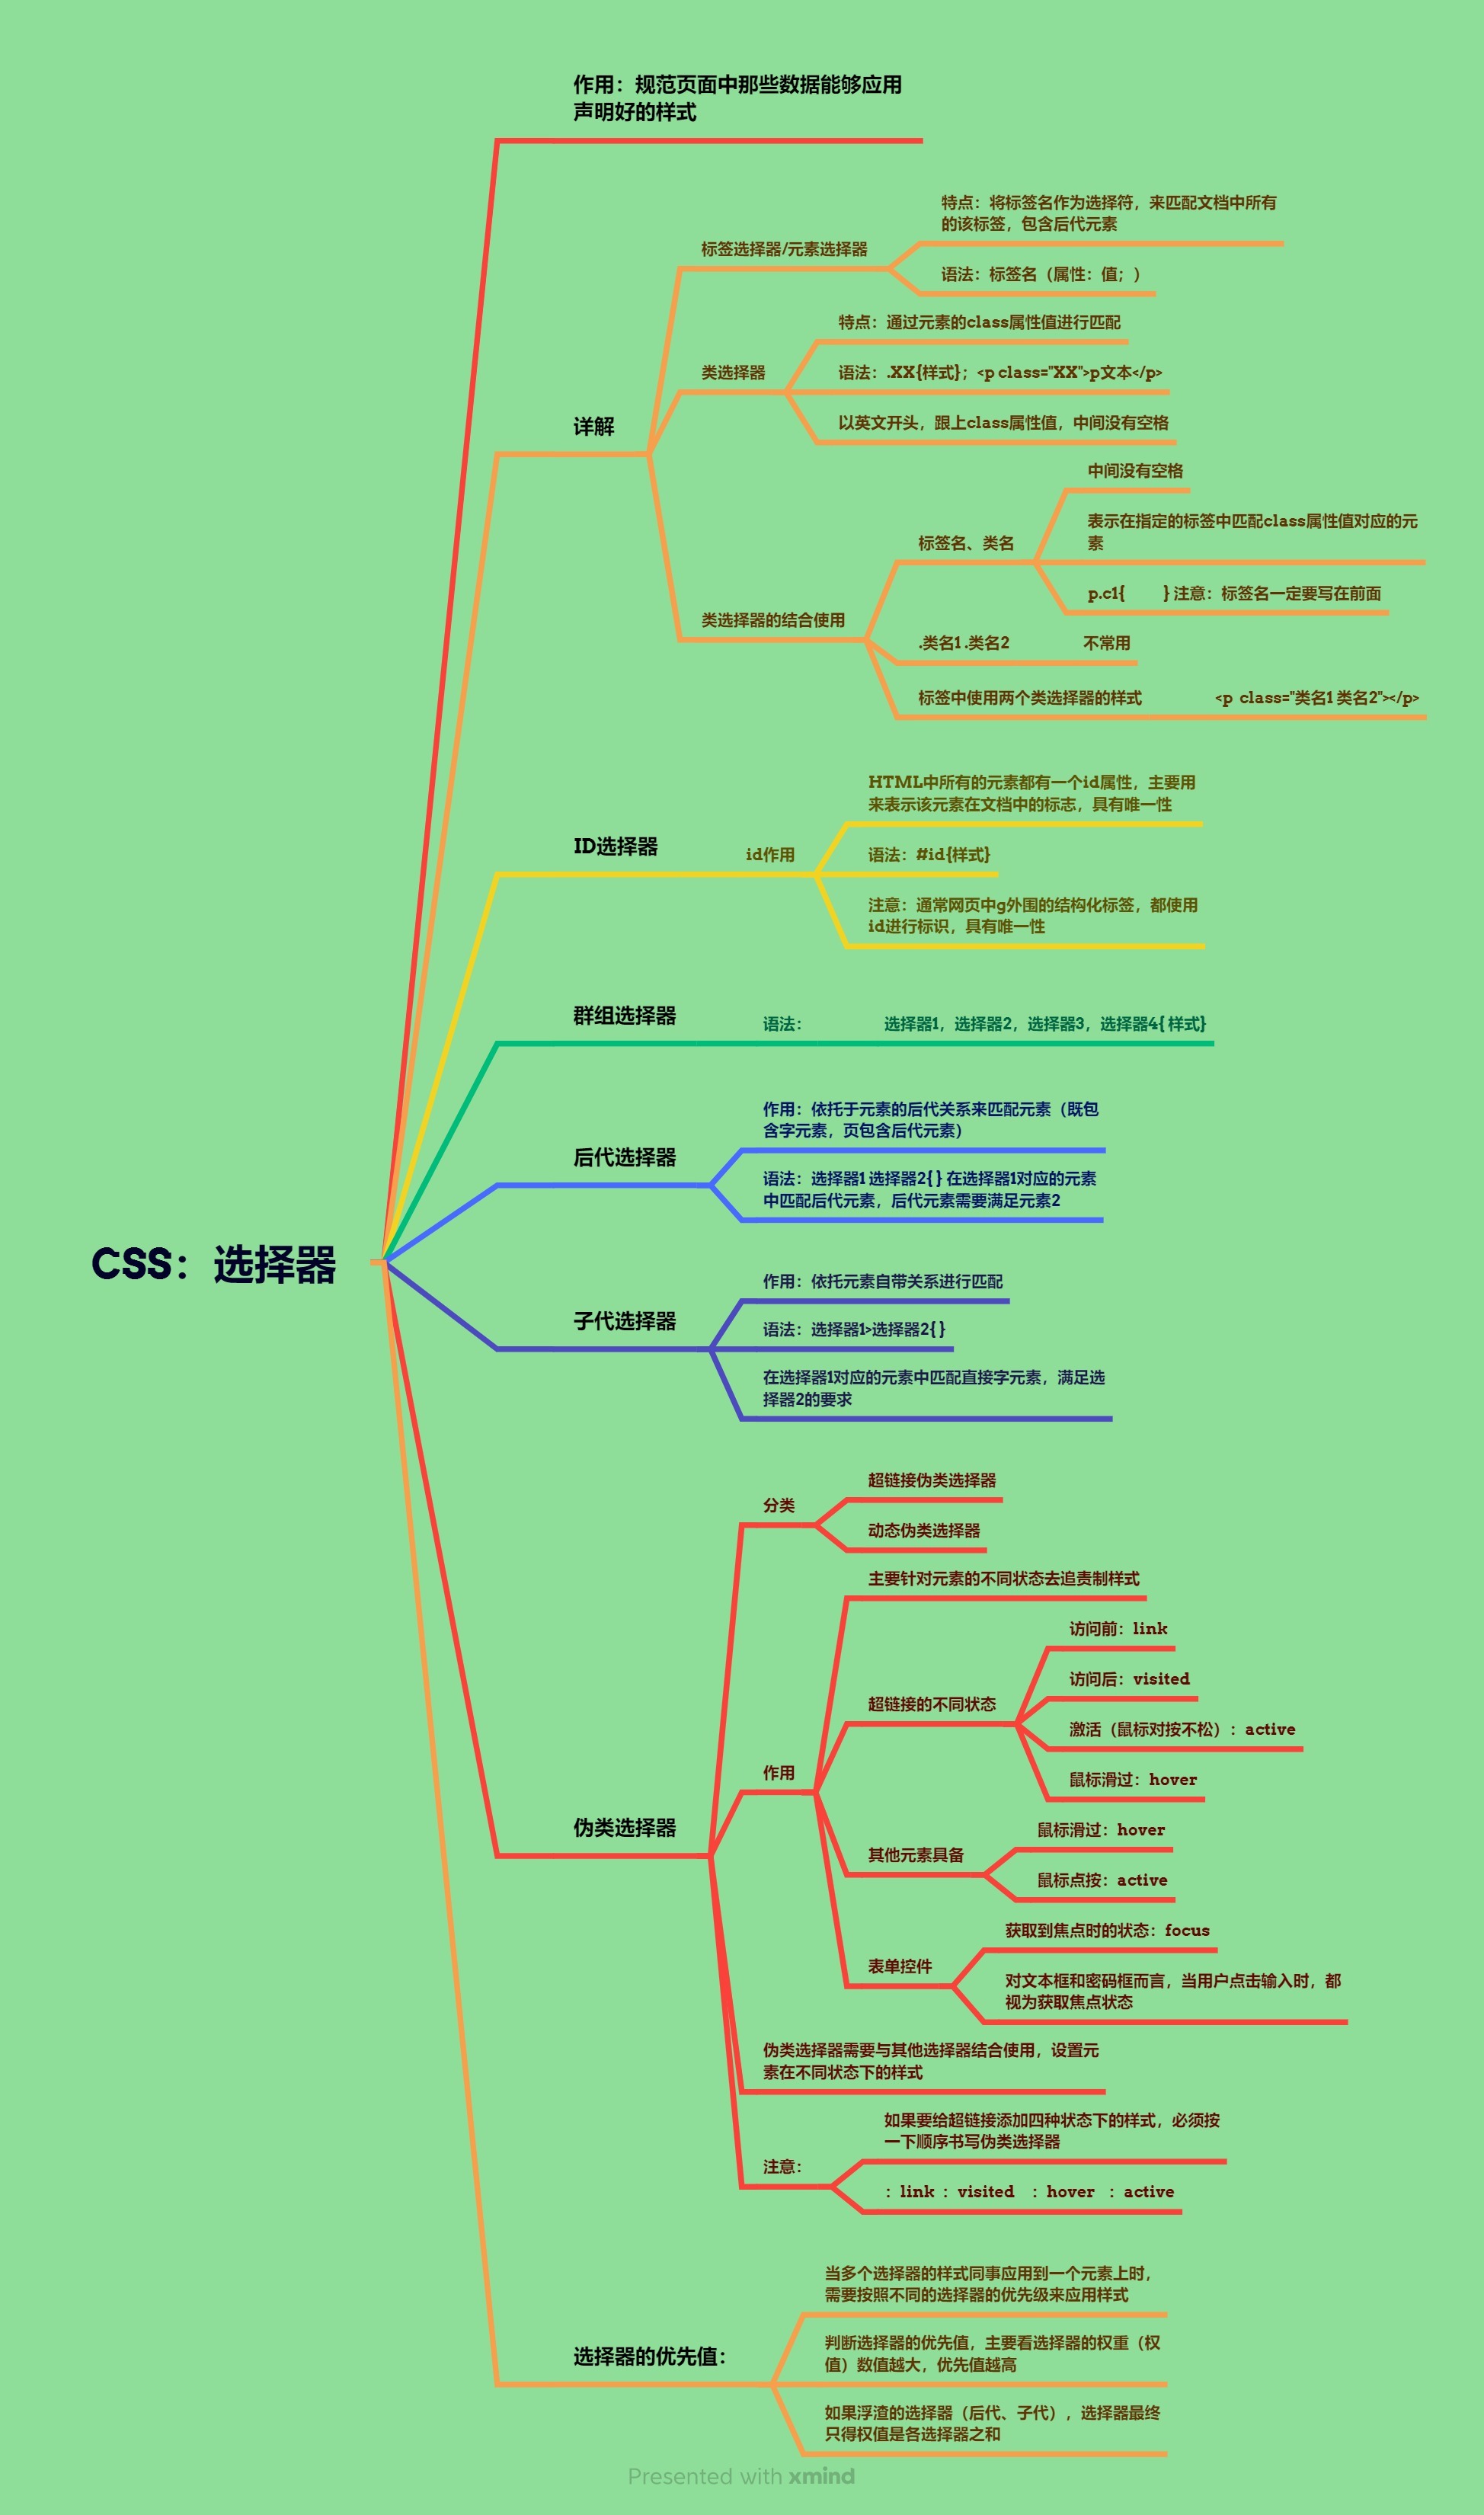 作用：规范页面中那些数据能够应用
声明好的样式
特点：将标签名作为选择符，来匹配文档中所有
的该标签，包含后代元素
标签选择器/元素选择器
语法：标签名（属性：值；）
特点：通过元素的class属性值进行匹配
类选择器
语法：.XX{样式}；<p class="XX">p文本</p>
以英文开头，跟上class属性值，中间没有空格
详解
中间没有空格
表示在指定的标签中匹配class属性值对应的元
素
标签名、类名
p.c1{ } 注意：标签名一定要写在前面
类选择器的结合使用
.类名1 .类名2 不常用
标签中使用两个类选择器的样式 <p class="类名1 类名2"></p>
HTML中所有的元素都有一个id属性，主要用
来表示该元素在文档中的标志，具有唯一性
ID选择器
id作用
语法：#id{样式}
注意：通常网页中g外围的结构化标签，都使用
id进行标识，具有唯一性
群组选择器
语法： 选择器1，选择器2，选择器3，选择器4{ 样式}
作用：依托于元素的后代关系来匹配元素（既包
含字元素，页包含后代元素）
后代选择器
语法：选择器1 选择器2{ } 在选择器1对应的元素
中匹配后代元素，后代元素需要满足元素2
CSS：选择器
作用：依托元素自带关系进行匹配
子代选择器
语法：选择器1>选择器2{ }
在选择器1对应的元素中匹配直接字元素，满足选
择器2的要求
超链接伪类选择器
分类
动态伪类选择器
主要针对元素的不同状态去追责制样式
访问前：link
访问后：visited
超链接的不同状态
激活（鼠标对按不松）：active
鼠标滑过：hover
作用
伪类选择器
鼠标滑过：hover
其他元素具备
鼠标点按：active
获取到焦点时的状态：focus
表单控件
对文本框和密码框而言，当用户点击输入时，都
视为获取焦点状态
伪类选择器需要与其他选择器结合使用，设置元
素在不同状态下的样式
如果要给超链接添加四种状态下的样式，必须按
一下顺序书写伪类选择器
注意：
：link ：visited ：hover ：active
当多个选择器的样式同事应用到一个元素上时，
需要按照不同的选择器的优先级来应用样式
选择器的优先值：
判断选择器的优先值，主要看选择器的权重（权
值）数值越大，优先值越高
如果浮渣的选择器（后代、子代），选择器最终
只得权值是各选择器之和
Presented with xmind